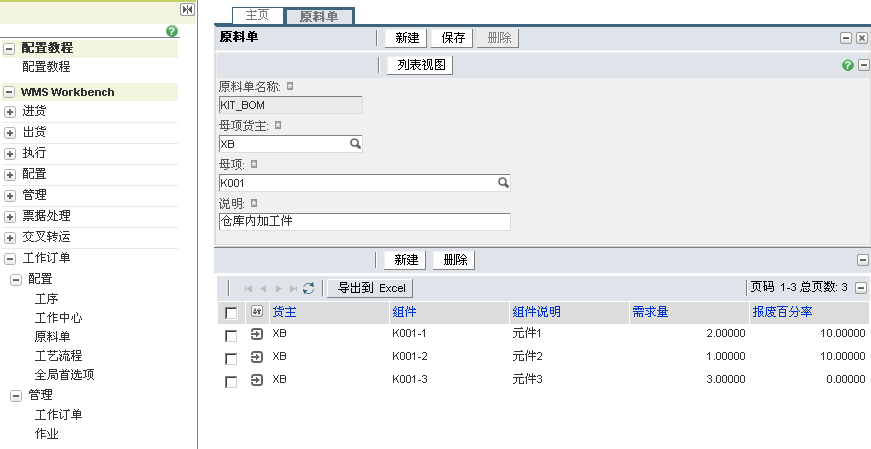 配置教程
配置教程
WMS Workbench
进货
出货
执行
配置
管理
票据处理
交叉转运
工作订单
配置
工序
工作中心
原料单
工艺流程
全局首选项
管理
工作订单
作业
主页 原料单
原料单 新建 保存 删除
列表视图
原料单名称:
KIT_BOM
母项货主:
XB
母项:
K001
说明:
仓库内加工件
新建 删除
导出到 Excel 页码 1-3 总页数: 3
货主 组件 组件说明 需求量 报废百分率
XB K001-1 元件1 2.00000 10.00000
XB K001-2 元件2 1.00000 10.00000
XB K001-3 元件3 3.00000 0.00000